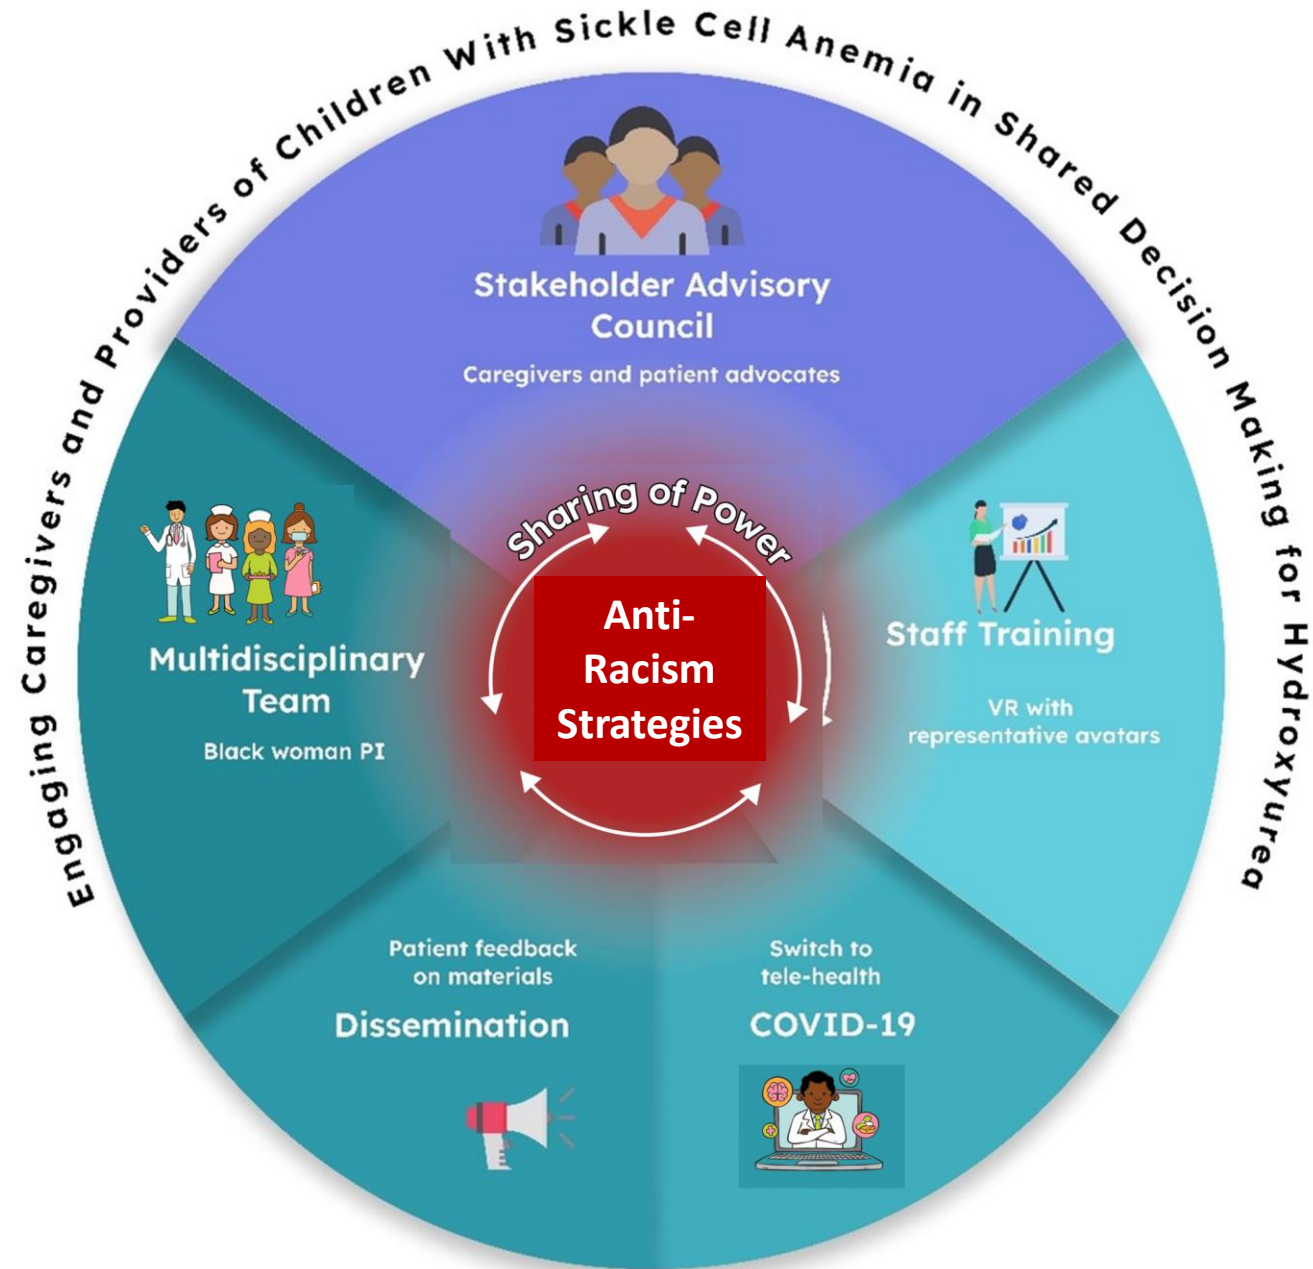 Engaging Caregivers and Providers of Children With Sickle Cell Anemia in Shared Decision Making for Hydroxyurea
Stakeholder Advisory
Council
Caregivers and patient advocates
Sharing of Power
Anti-
Racism
Strategies
Multidisciplinary
Team
Black woman PI
Staff Training
VR with
representative avatars
Patient feedback
on materials
Dissemination
Switch to
tele-health
COVID-19